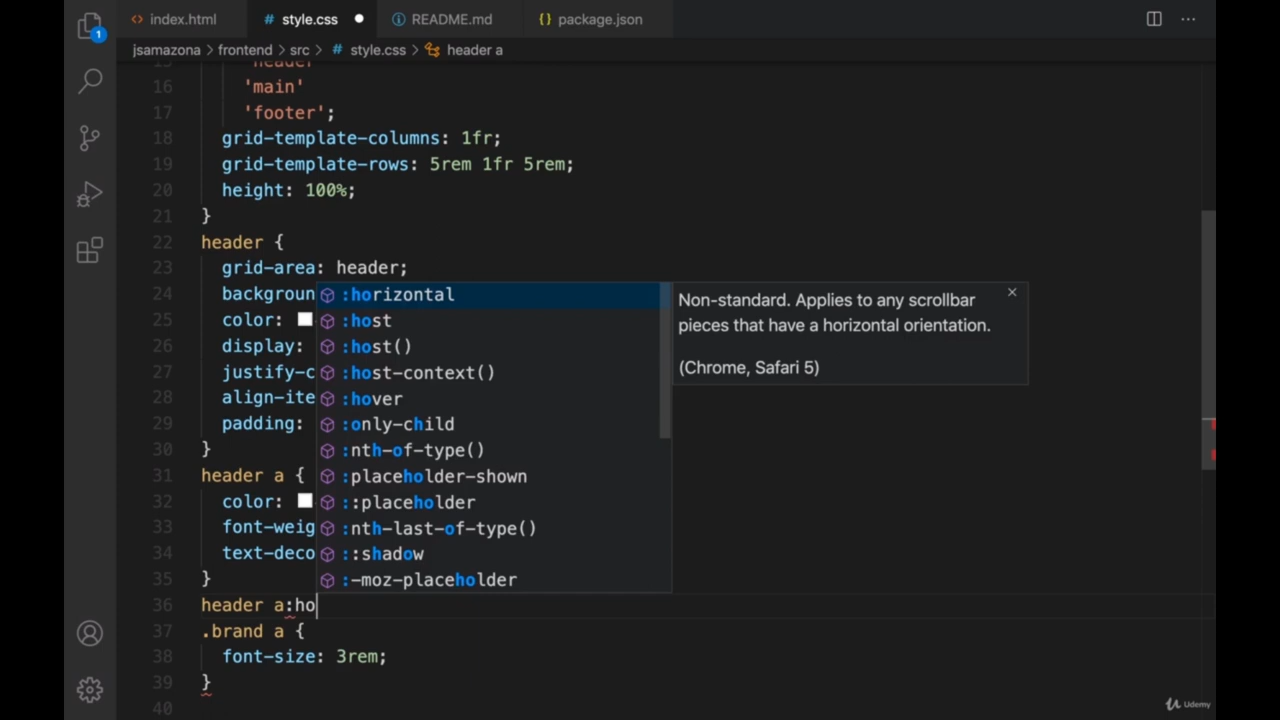 index.html # style.css README.md {} package.json
jsamazona > frontend > src > # style.css > header a
15 'header'
16 'main'
17 'footer';
18 grid-template-columns: 1fr;
19 grid-template-rows: 5rem 1fr 5rem;
20 height: 100%;
21 }
22 header {
23 grid-area: header;
24 backgroun :horizontal
25 color: :host
26 display: :host()
27 justify-c :host-context()
28 align-ite :hover
29 padding: :only-child
30 } :nth-of-type()
31 header a { :placeholder-shown
32 color: ::placeholder
33 font-weig :nth-last-of-type()
34 text-deco ::shadow
35 } :-moz-placeholder
36 header a:ho
37 .brand a {
38 font-size: 3rem;
39 }
40
Non-standard. Applies to any scrollbar
pieces that have a horizontal orientation.
(Chrome, Safari 5)
1
Udemy